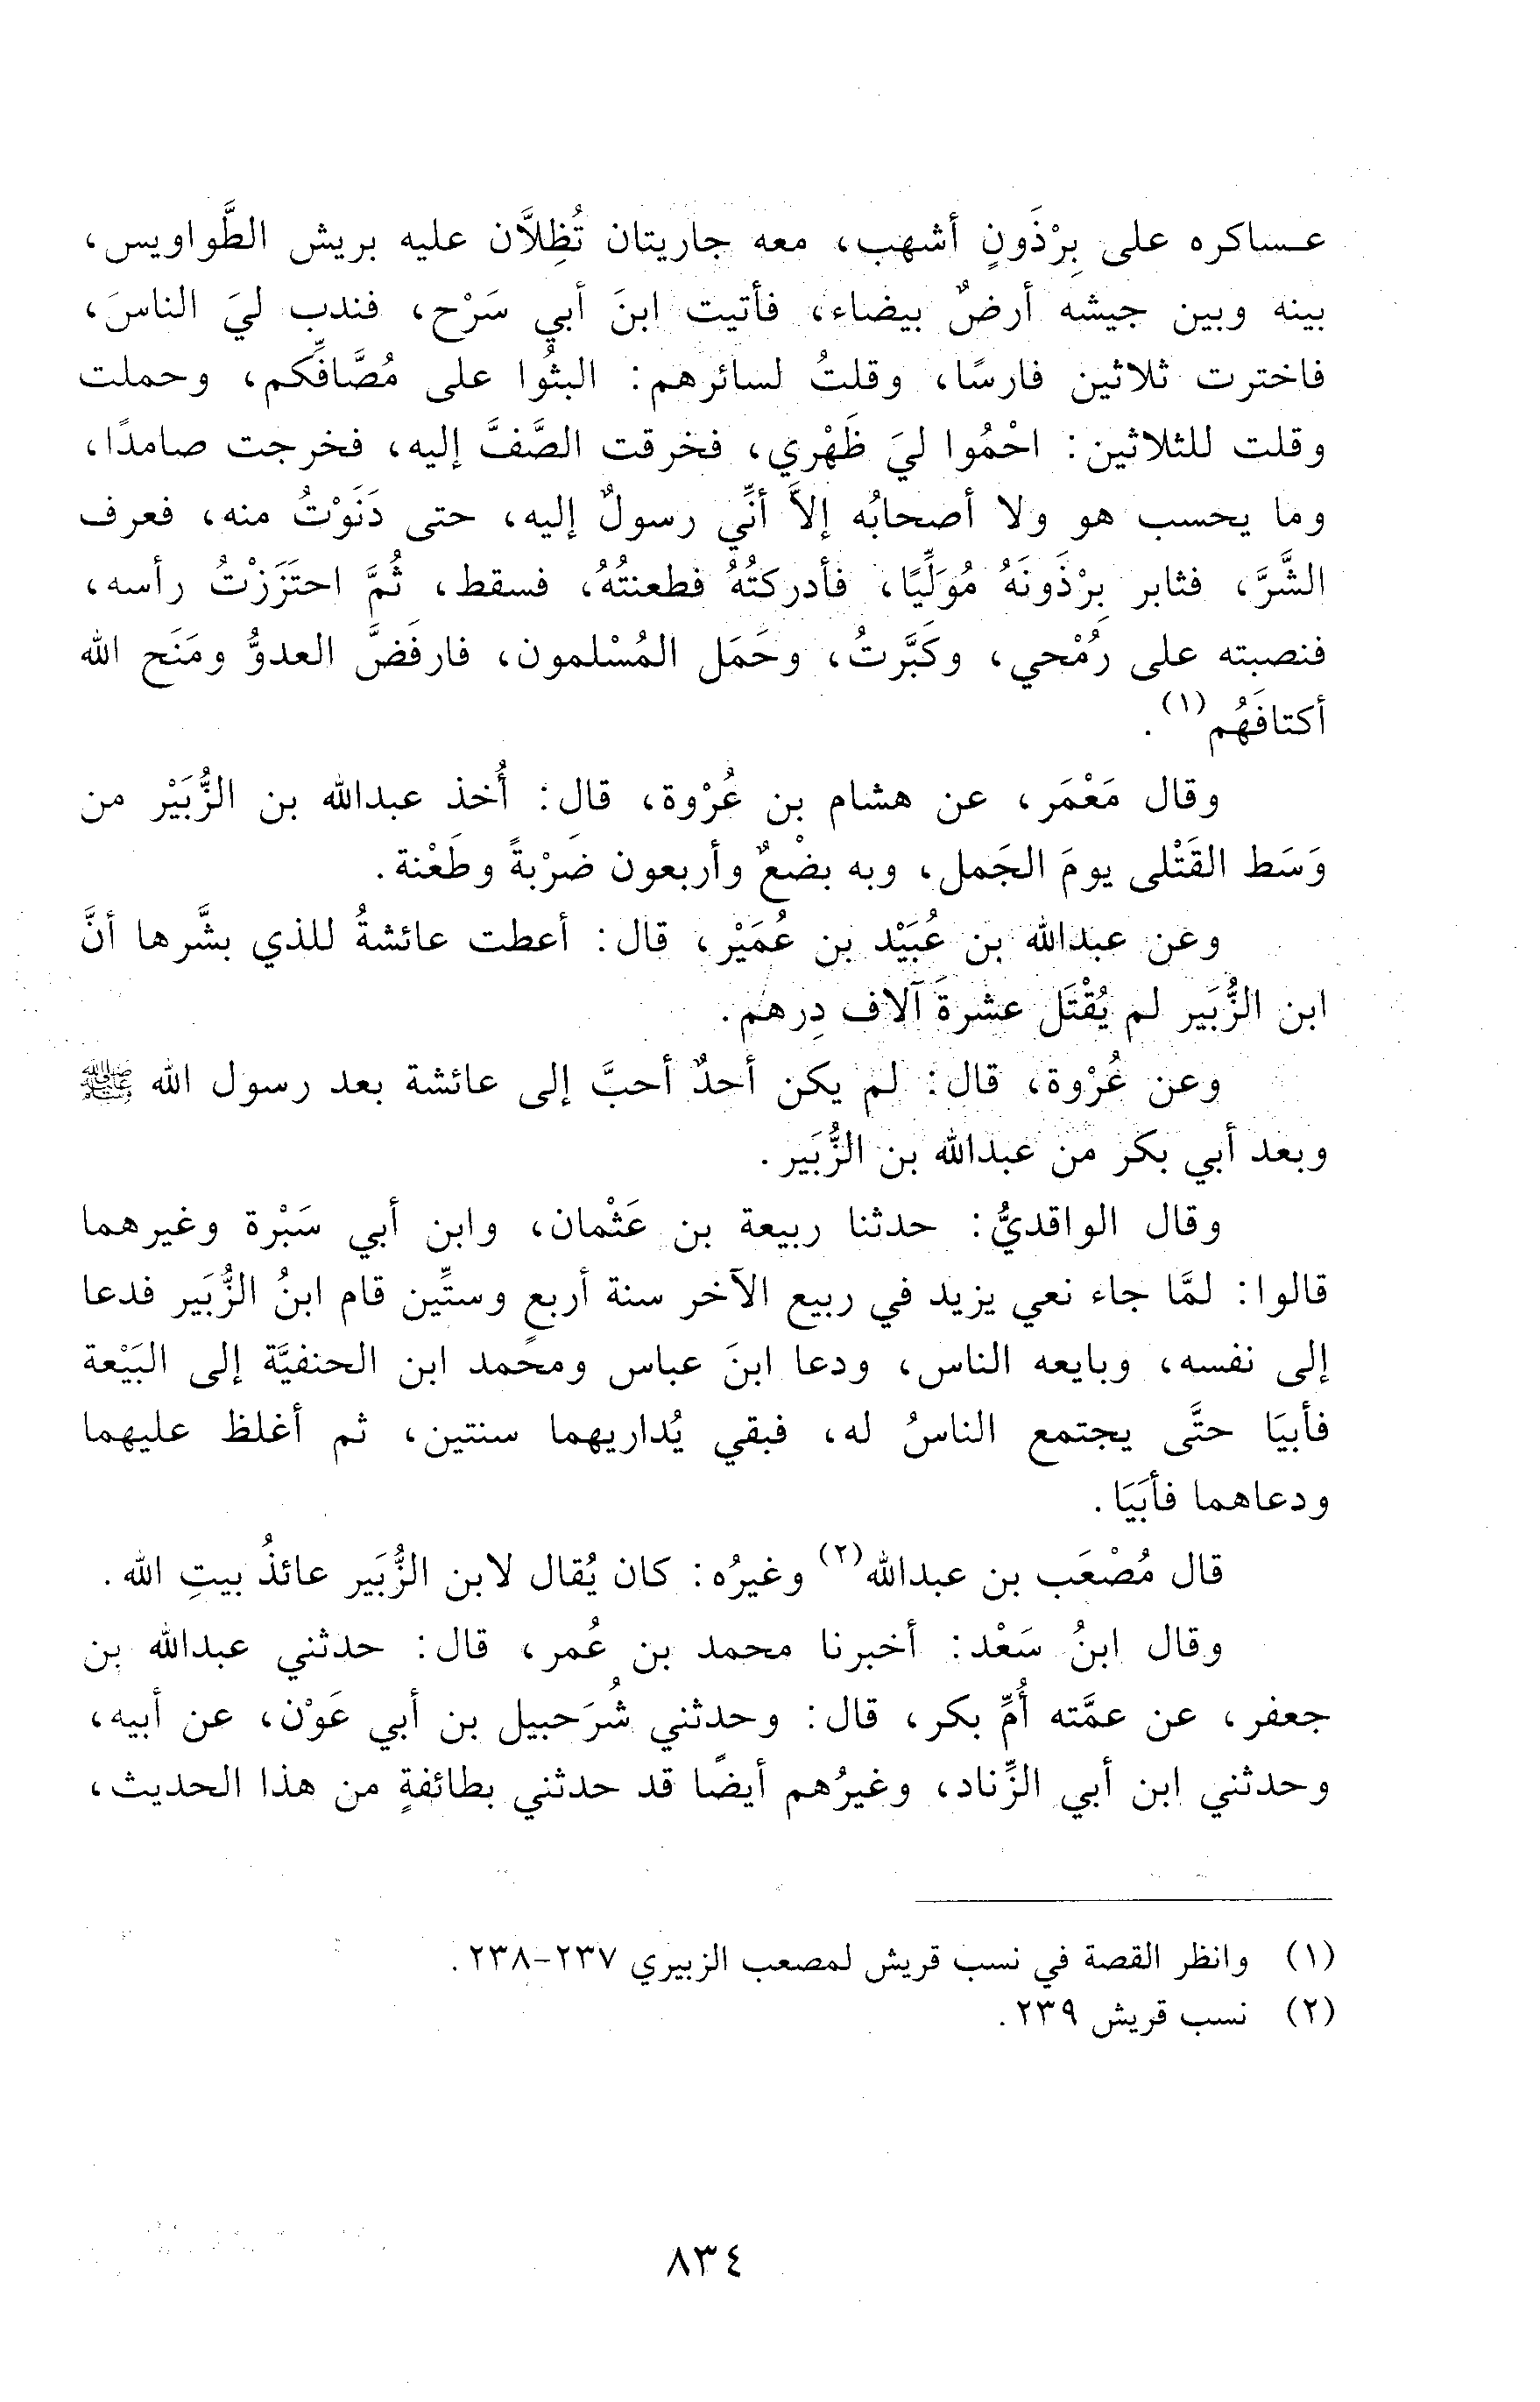 عساكره على بِرْذَونٍ أشهب، معه جاريتان تُظِلاَّن عليه بريش الطَّواويس،
بينه وبين جيشه أرضٌ بيضاء، فأتيت ابنَ أبي سَرْح، فندب ليَ الناسَ،
فاخترت ثلاثين فارسًا، وقلتُ لسائرهم: البثُوا على مُصَّافِّكم، وحملت
وقلت للثلاثين: احْمُوا ليَ ظَهْري، فخرقت الصَّفَّ إليه، فخرجت صامدًا،
وما يحسب هو ولا أصحابُه إلاَّ أنِّي رسولٌ إليه، حتى دَنَوْتُ منه، فعرف
الشَّرَّ، فثابر بِرْذَونَهُ مُوَلِّيًا، فأدركتُهُ فطعنتُهُ، فسقط، ثُمَّ احتَزَزْتُ رأسه،
فنصبته على رُمْحي، وكَبَّرتُ، وحَمَل المُسْلمون، فارفَضَّ العدوُّ ومَنَح الله
أكتافَهُم(١).
وقال مَعْمَر، عن هشام بن عُرْوة، قال: أُخذ عبدالله بن الزُّبَيْر من
وَسَط القَتْلى يومَ الجَمل، وبه بضْعٌ وأربعون ضَرْبةً وطَعْنة.
وعن عبدالله بن عُبَيْد بن عُمَيْر، قال: أعطت عائشةُ للذي بشَّرها أنَّ
ابن الزُّبَير لم يُقْتَل عشرةَ آلاف دِرهم.
وعن عُرْوة، قال: لم يكن أحدٌ أحبَّ إلى عائشة بعد رسول الله ﷺ
وبعد أبي بكر من عبدالله بن الزُّبَير.
وقال الواقديُّ: حدثنا ربيعة بن عَثْمان، وابن أبي سَبْرة وغيرهما
قالوا: لمَّا جاء نعي يزيد في ربيع الآخر سنة أربعٍ وستِّين قام ابنُ الزُّبَير فدعا
إلى نفسه، وبايعه الناس، ودعا ابنَ عباس ومحمد ابن الحنفيَّة إلى البَيْعة
فأبيَا حتَّى يجتمع الناسُ له، فبقي يُداريهما سنتين، ثم أغلظ عليهما
ودعاهما فأبَيَا.
قال مُصْعَب بن عبدالله(٢) وغيرُه: كان يُقال لابن الزُّبَير عائذُ بيتِ الله.
وقال ابنُ سَعْد: أخبرنا محمد بن عُمر، قال: حدثني عبدالله بن
جعفر، عن عمَّته أُمِّ بكر، قال: وحدثني شُرَحبيل بن أبي عَوْن، عن أبيه،
وحدثني ابن أبي الزِّناد، وغيرُهم أيضًا قد حدثني بطائفةٍ من هذا الحديث،
(١) وانظر القصة في نسب قريش لمصعب الزبيري ٢٣٧-٢٣٨.
(٢) نسب قريش ٢٣٩.
٨٣٤